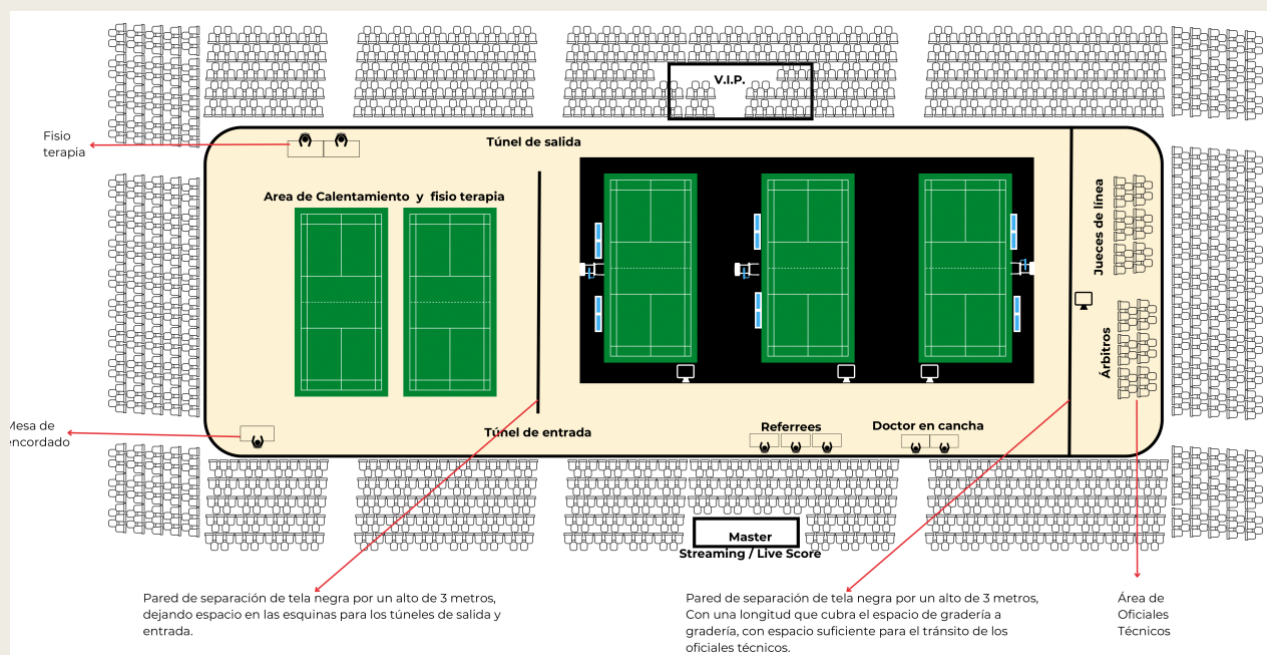 V.I.P.
Fisio
terapia
Túnel de salida
Area de Calentamiento y fisio terapia
Jueces de línea
Árbitros
Mesa de
encordado
Túnel de entrada
Referrees
Doctor en cancha
Master
Streaming / Live Score
Pared de separación de tela negra por un alto de 3 metros,
dejando espacio en las esquinas para los túneles de salida y
entrada.
Pared de separación de tela negra por un alto de 3 metros,
Con una longitud que cubra el espacio de gradería a
gradería, con espacio suficiente para el tránsito de los
oficiales técnicos.
Área de
Oficiales
Técnicos